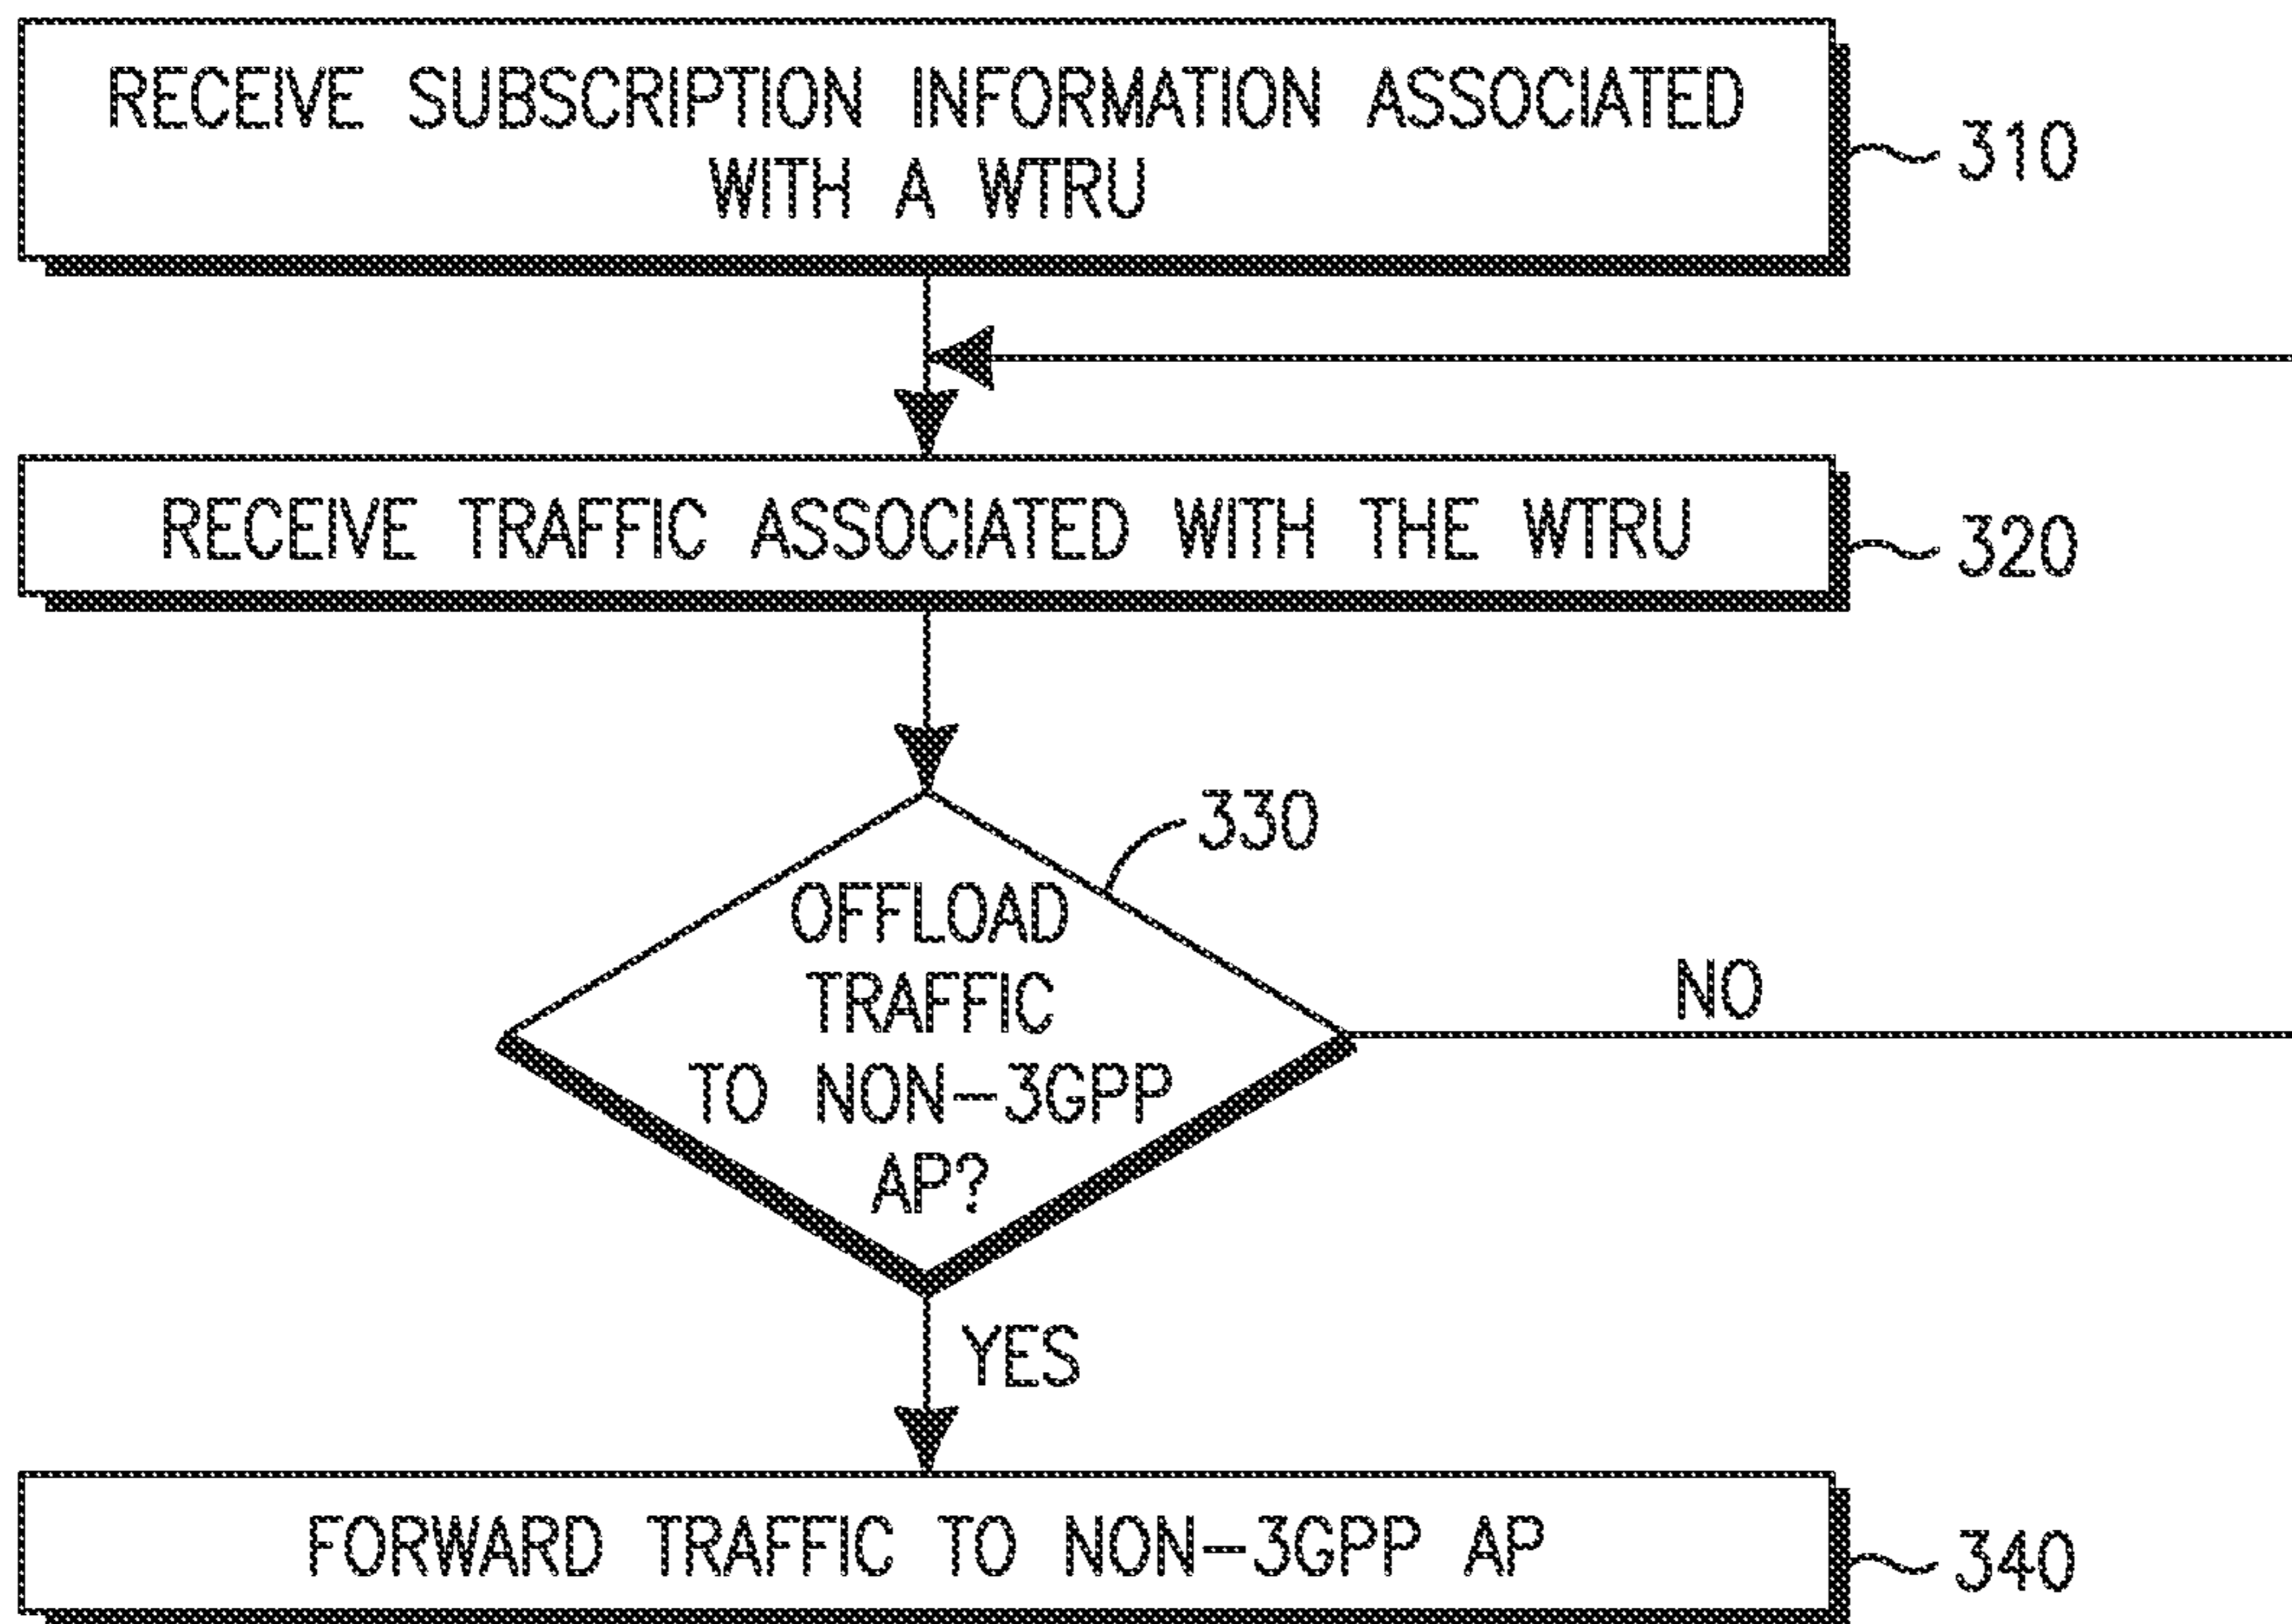 RECEIVE SUBSCRIPTION INFORMATION ASSOCIATED
WITH A WTRU
310
RECEIVE TRAFFIC ASSOCIATED WITH THE WTRU
320
330
OFFLOAD
TRAFFIC
TO NON-3GPP
AP?
NO
YES
FORWARD TRAFFIC TO NON-3GPP AP
340